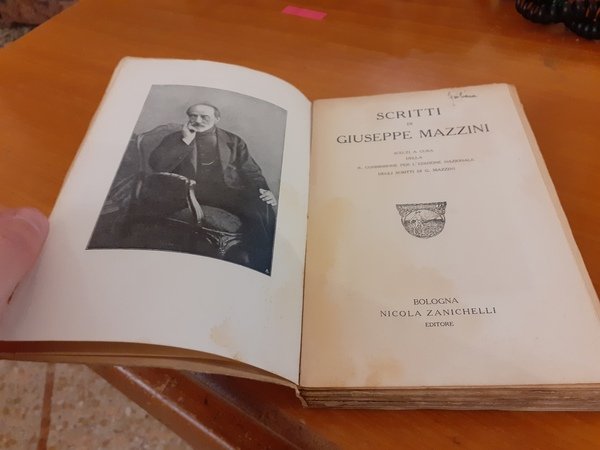 SCRITTI
DI
GIUSEPPE MAZZINI
SCELTI A CURA
DELLA
R. COMMISSIONE PER L'EDIZIONE NAZIONALE
DEGLI SCRITTI DI G. MAZZINI
BOLOGNA
NICOLA ZANICHELLI
EDITORE